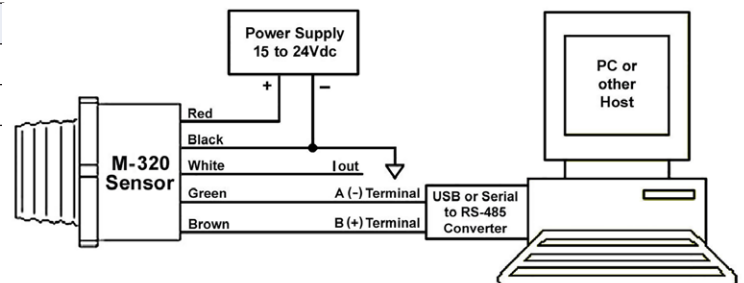 Power Supply
15 to 24Vdc
+ −
PC or
other
Host
M-320
Sensor
Red
Black
White Iout
Green A (-) Terminal
Brown B (+) Terminal
USB or Serial
to RS-485
Converter